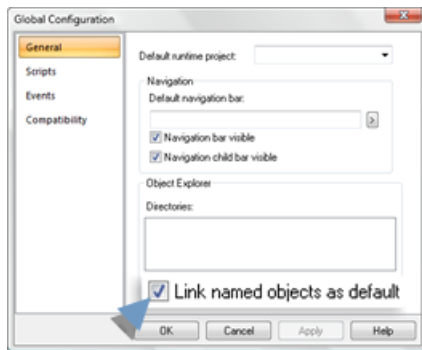 Global Configuration
General
Scripts
Events
Compatibility
Default runtime project:
Navigation
Default navigation bar:
Navigation bar visible
Navigation child bar visible
Object Explorer
Directories:
Link named objects as default
OK Cancel Apply Help